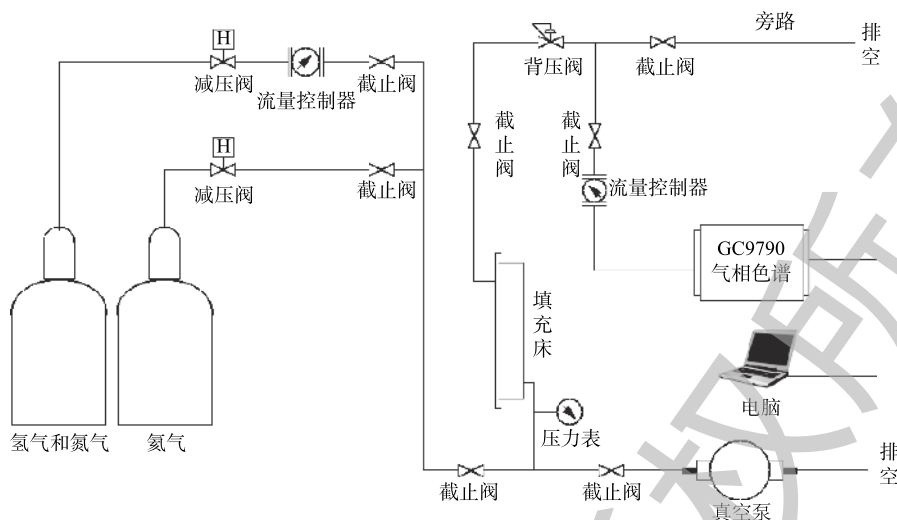 H
减压阀
流量控制器
截止阀
H
减压阀
截止阀
氢气和氮气
氦气
背压阀
截止阀
旁路
排空
截止阀
截止阀
流量控制器
GC9790
气相色谱
填充床
电脑
压力表
截止阀
截止阀
真空泵
排空
权所